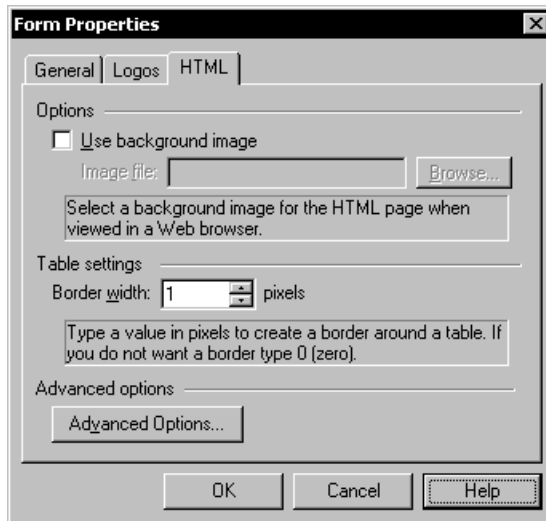 Form Properties
General Logos HTML
Options
Use background image
Image file: Browse...
Select a background image for the HTML page when
viewed in a Web browser.
Table settings
Border width: 1 pixels
Type a value in pixels to create a border around a table. If
you do not want a border type 0 (zero).
Advanced options
Advanced Options...
OK Cancel Help